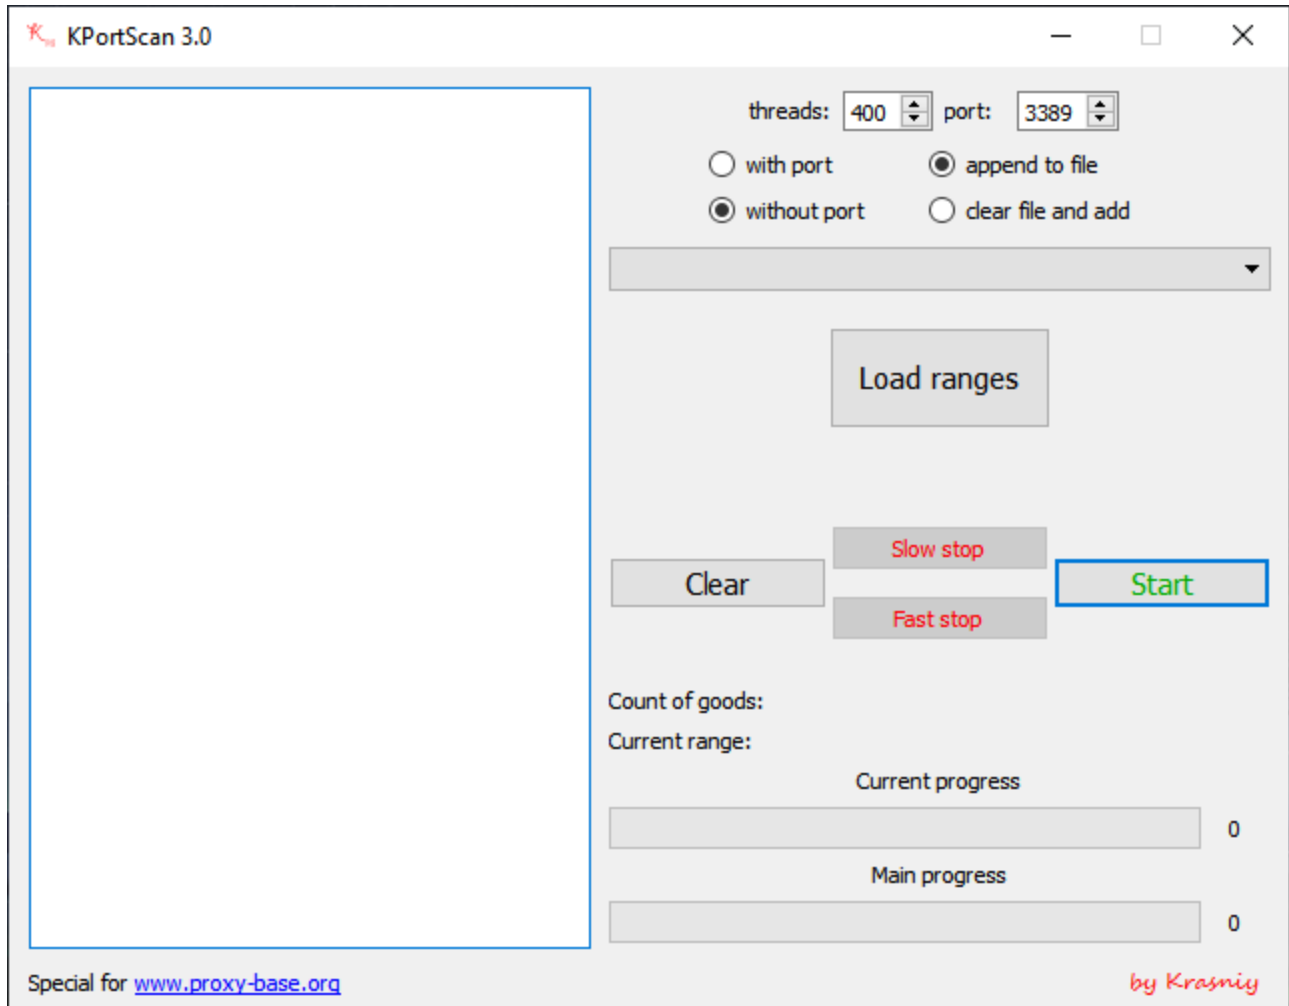 KPortScan 3.0
threads: 400 port: 3389
with port append to file
without port clear file and add
Load ranges
Slow stop
Clear Start
Fast stop
Count of goods:
Current range:
Current progress
0
Main progress
0
Special for www.proxy-base.org by Krasniy